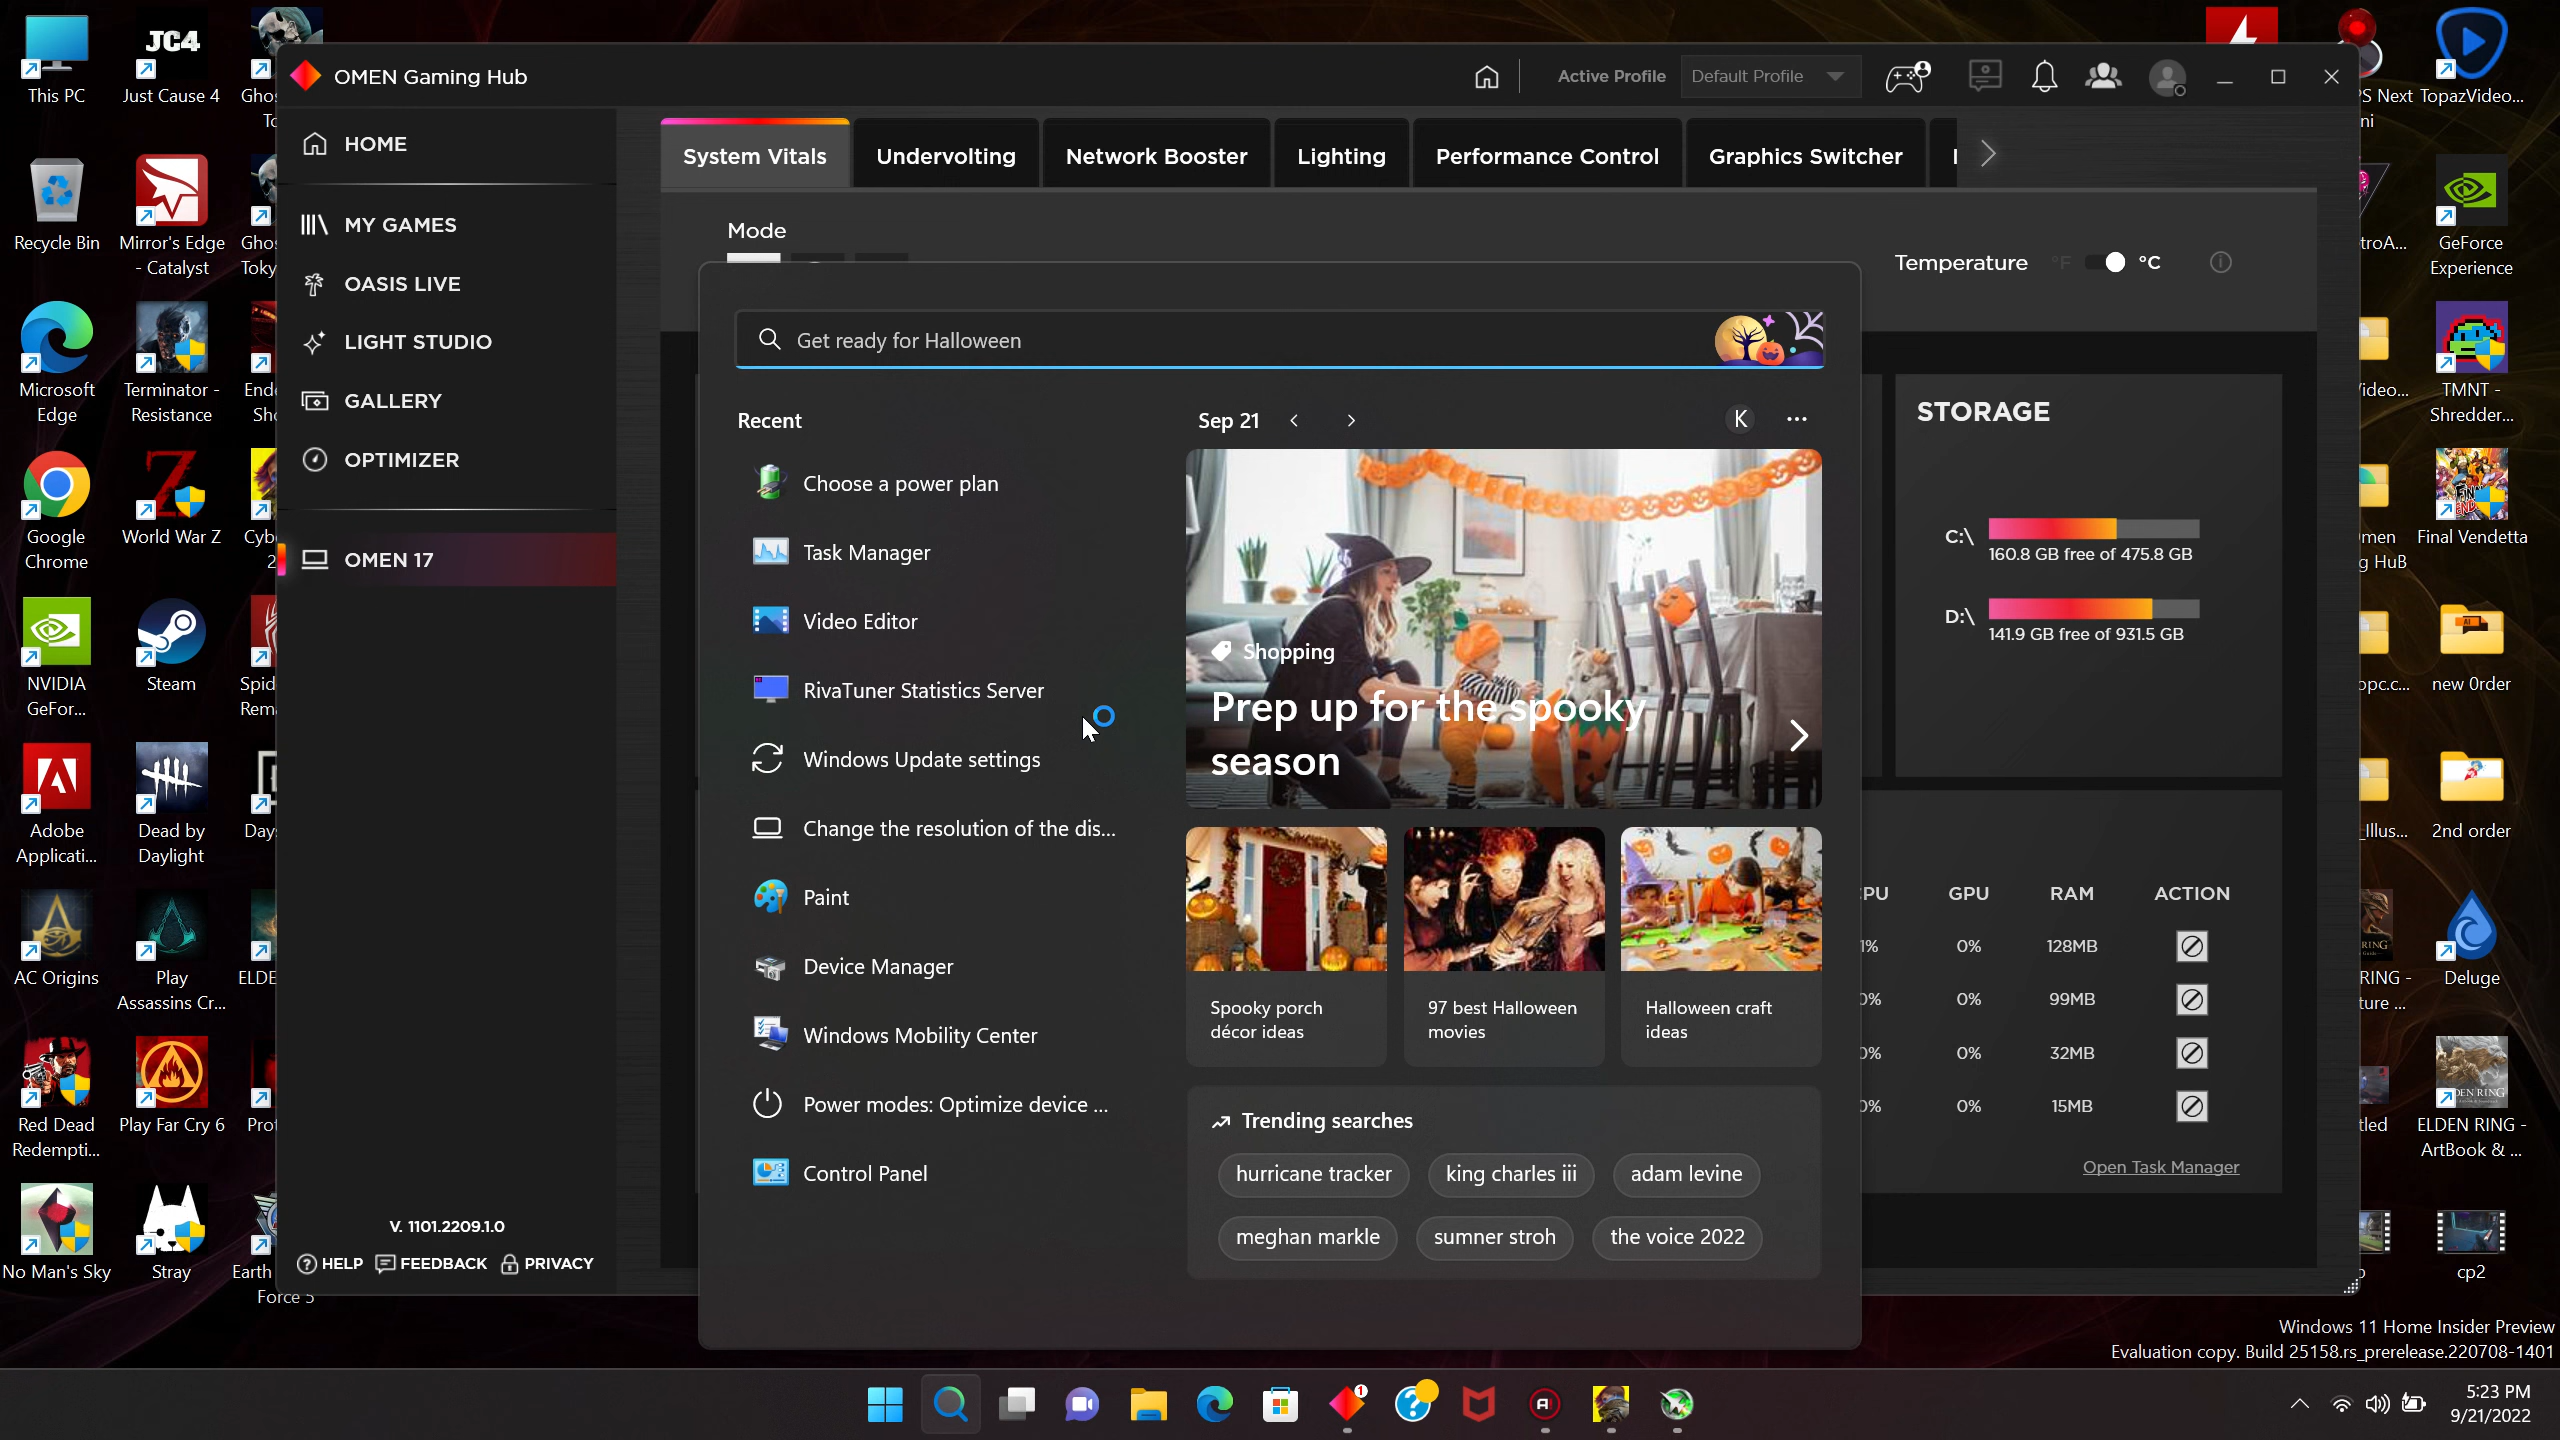 This PC
JC4
Just Cause 4
Recycle Bin
Mirror's Edge
- Catalyst
Microsoft
Edge
Terminator -
Resistance
Google
Chrome
World War Z
NVIDIA
GeFor...
Steam
Adobe
Applicati...
Dead by
Daylight
AC Origins
Play
Assassins Cr...
Red Dead
Redempti...
Play Far Cry 6
No Man's Sky
Stray
Earth
Force 5
OMEN Gaming Hub
Active Profile
Default Profile
HOME
MY GAMES
OASIS LIVE
LIGHT STUDIO
GALLERY
OPTIMIZER
OMEN 17
V. 1101.2209.1.0
HELP FEEDBACK PRIVACY
System Vitals
Undervolting
Network Booster
Lighting
Performance Control
Graphics Switcher
Mode
Temperature °F °C
Get ready for Halloween
Recent
Choose a power plan
Task Manager
Video Editor
RivaTuner Statistics Server
Windows Update settings
Change the resolution of the dis...
Paint
Device Manager
Windows Mobility Center
Power modes: Optimize device ...
Control Panel
Sep 21
K
Shopping
Prep up for the spooky
season
Spooky porch
décor ideas
97 best Halloween
movies
Halloween craft
ideas
Trending searches
hurricane tracker
king charles iii
adam levine
meghan markle
sumner stroh
the voice 2022
STORAGE
C:\
160.8 GB free of 475.8 GB
D:\
141.9 GB free of 931.5 GB
GPU RAM ACTION
1% 0% 128MB
0% 0% 99MB
0% 0% 32MB
0% 0% 15MB
Open Task Manager
TopazVideo...
GeForce
Experience
TMNT -
Shredder...
Final Vendetta
new 0rder
2nd order
Deluge
ELDEN RING -
ArtBook & ...
cp2
Windows 11 Home Insider Preview
Evaluation copy. Build 25158.rs_prerelease.220708-1401
5:23 PM
9/21/2022